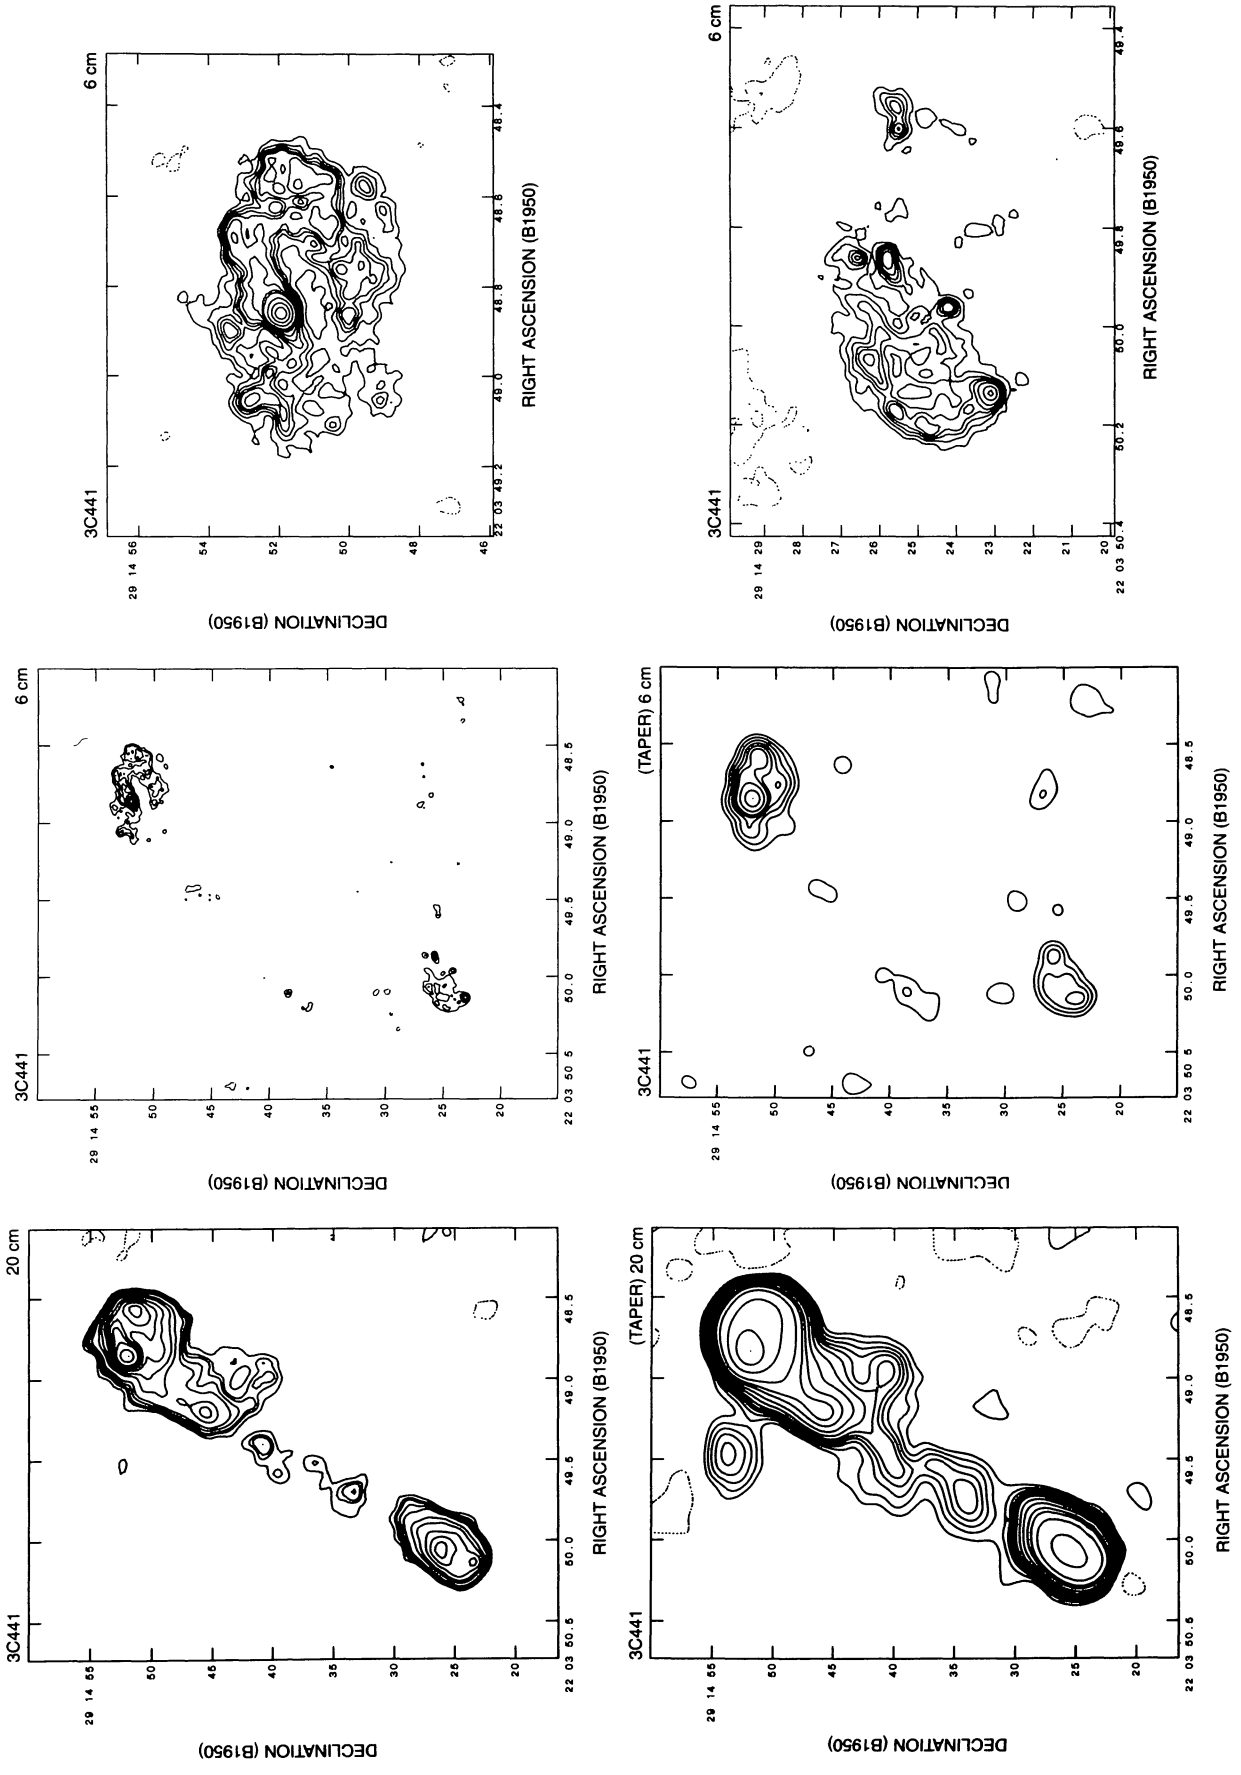 3C441 20 cm
DECLINATION (B1950)
29 14 55
50
45
40
35
30
25
20
22 03 50.5 50.0 49.5 49.0 48.5
RIGHT ASCENSION (B1950)
3C441 6 cm
DECLINATION (B1950)
29 14 55
50
45
40
35
30
25
20
22 03 50.5 50.0 49.5 49.0 48.5
RIGHT ASCENSION (B1950)
3C441 6 cm
DECLINATION (B1950)
29 14 56
54
52
50
48
46
22 03 49.2 49.0 48.8 48.6 48.4
RIGHT ASCENSION (B1950)
3C441 (TAPER) 20 cm
DECLINATION (B1950)
29 14 55
50
45
40
35
30
25
20
22 03 50.5 50.0 49.5 49.0 48.5
RIGHT ASCENSION (B1950)
3C441 (TAPER) 6 cm
DECLINATION (B1950)
29 14 55
50
45
40
35
30
25
20
22 03 50.5 50.0 49.5 49.0 48.5
RIGHT ASCENSION (B1950)
3C441 6 cm
DECLINATION (B1950)
29 14 29
28
27
26
25
24
23
22
21
20
22 03 50.4 50.2 50.0 49.8 49.6 49.4
RIGHT ASCENSION (B1950)